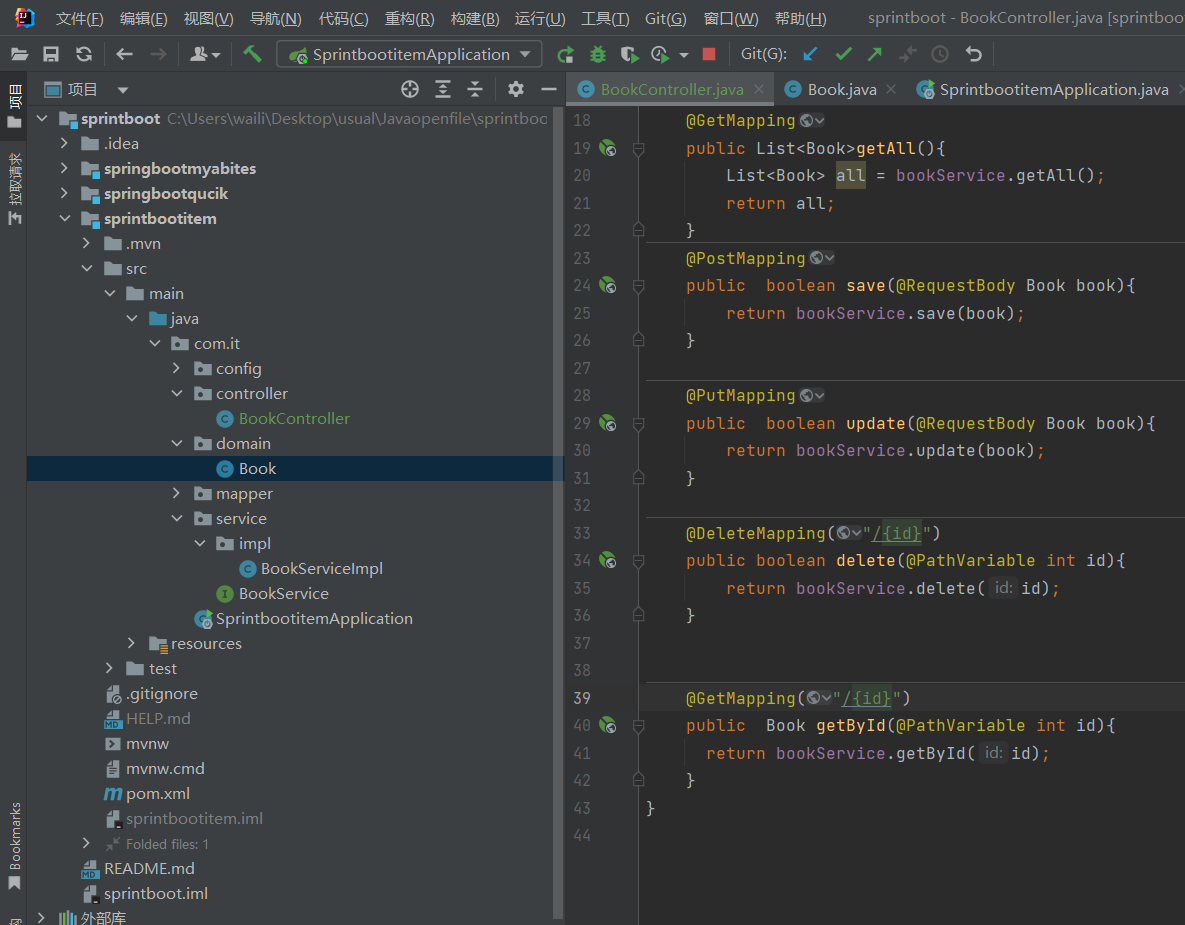 文件(F) 编辑(E) 视图(V) 导航(N) 代码(C) 重构(R) 构建(B) 运行(U) 工具(T) Git(G) 窗口(W) 帮助(H) sprintboot - BookController.java [sprintboo
SprintbootitemApplication Git(G):
项目
BookController.java Book.java SprintbootitemApplication.java
项目
拉取请求
Bookmarks
sprintboot C:\Users\waili\Desktop\usual\Javaopenfile\sprintboo
.idea
springbootmyabites
springbootqucik
sprintbootitem
.mvn
src
main
java
com.it
config
controller
BookController
domain
Book
mapper
service
impl
BookServiceImpl
BookService
SprintbootitemApplication
resources
test
.gitignore
HELP.md
mvnw
mvnw.cmd
pom.xml
sprintbootitem.iml
Folded files: 1
README.md
sprintboot.iml
外部库
18 @GetMapping
19 public List<Book>getAll(){
20 List<Book> all = bookService.getAll();
21 return all;
22 }
23 @PostMapping
24 public  boolean save(@RequestBody Book book){
25 return bookService.save(book);
26 }
27
28 @PutMapping
29 public  boolean update(@RequestBody Book book){
30 return bookService.update(book);
31 }
32
33 @DeleteMapping("/{id}")
34 public boolean delete(@PathVariable int id){
35 return bookService.delete( id: id);
36 }
37
38
39 @GetMapping("/{id}")
40 public  Book getById(@PathVariable int id){
41 return bookService.getById( id: id);
42 }
43 }
44